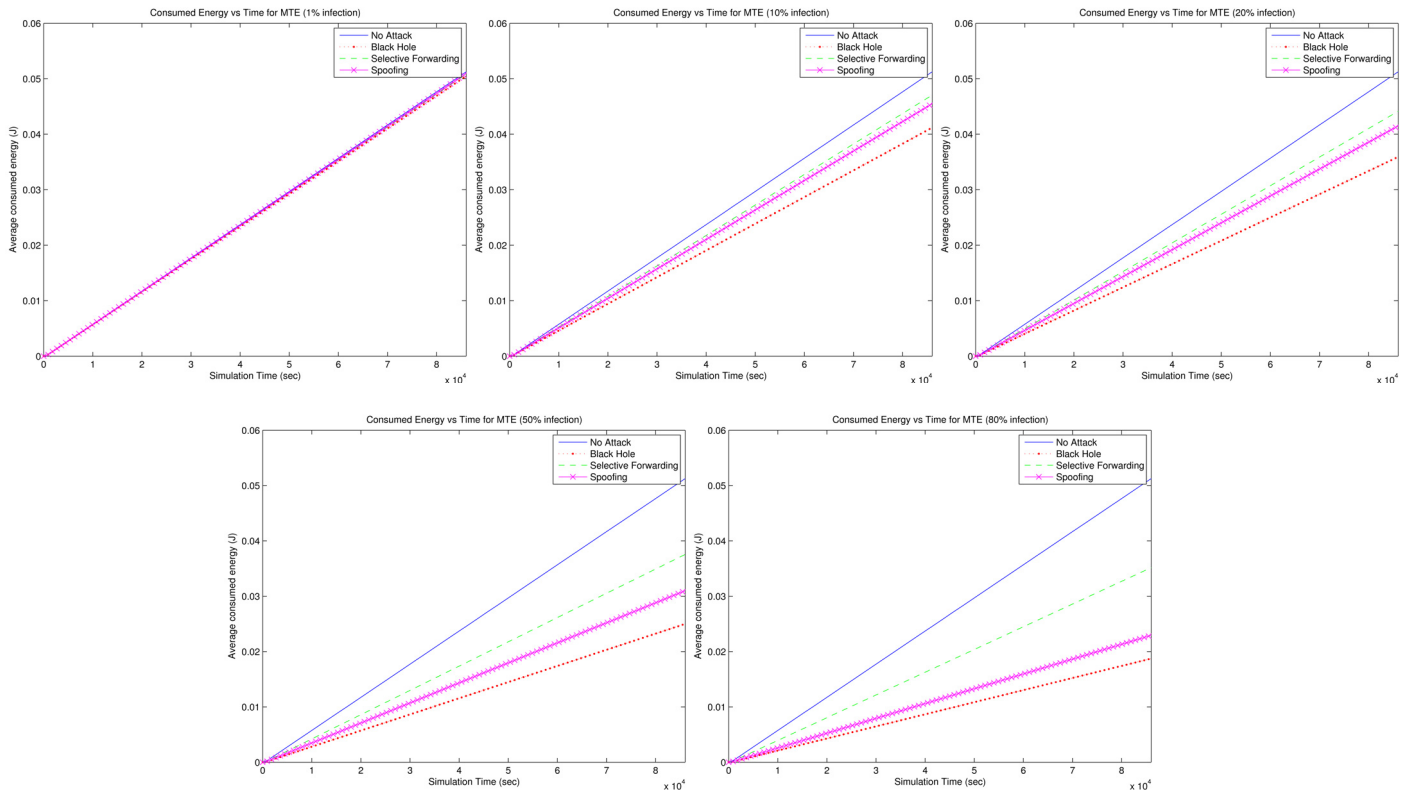 Consumed Energy vs Time for MTE (1% infection)
0.06
0.05
0.04
0.03
0.02
0.01
0
Average consumed energy (J)
No Attack
Black Hole
Selective Forwarding
Spoofing
0 1 2 3 4 5 6 7 8
x 10^4
Simulation Time (sec)
Consumed Energy vs Time for MTE (10% infection)
0.06
0.05
0.04
0.03
0.02
0.01
0
Average consumed energy (J)
No Attack
Black Hole
Selective Forwarding
Spoofing
0 1 2 3 4 5 6 7 8
x 10^4
Simulation Time (sec)
Consumed Energy vs Time for MTE (20% infection)
0.06
0.05
0.04
0.03
0.02
0.01
0
Average consumed energy (J)
No Attack
Black Hole
Selective Forwarding
Spoofing
0 1 2 3 4 5 6 7 8
x 10^4
Simulation Time (sec)
Consumed Energy vs Time for MTE (50% infection)
0.06
0.05
0.04
0.03
0.02
0.01
0
Average consumed energy (J)
No Attack
Black Hole
Selective Forwarding
Spoofing
0 1 2 3 4 5 6 7 8
x 10^4
Simulation Time (sec)
Consumed Energy vs Time for MTE (80% infection)
0.06
0.05
0.04
0.03
0.02
0.01
0
Average consumed energy (J)
No Attack
Black Hole
Selective Forwarding
Spoofing
0 1 2 3 4 5 6 7 8
x 10^4
Simulation Time (sec)